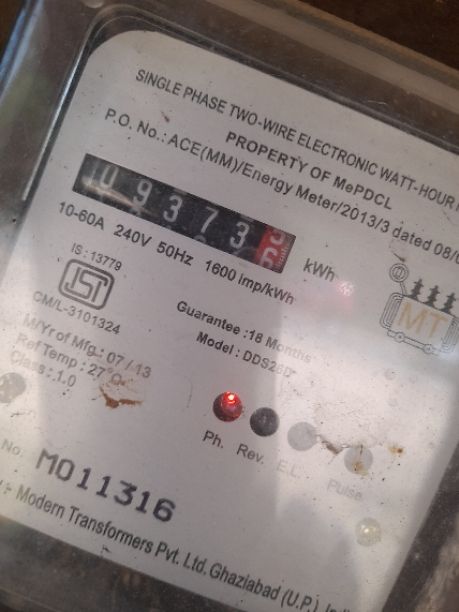 SINGLE PHASE TWO-WIRE ELECTRONIC WATT-HOUR
PROPERTY OF MePDCL
P.O. No.: ACE(MM)/Energy Meter/2013/3 dated 08/0
09373
kWh
10-60A 240V 50Hz 1600 imp/kWh
IS : 13779
ISI
CM/L-3101324
Guarantee :18 Months
Model : DDS26D
M/Yr of Mfg : 07 / 13
Ref Temp : 27°C
Class : 1.0
MT
Ph. Rev. E.L. Pulse
No: M011316
: Modern Transformers Pvt. Ltd. Ghaziabad (U.P.)